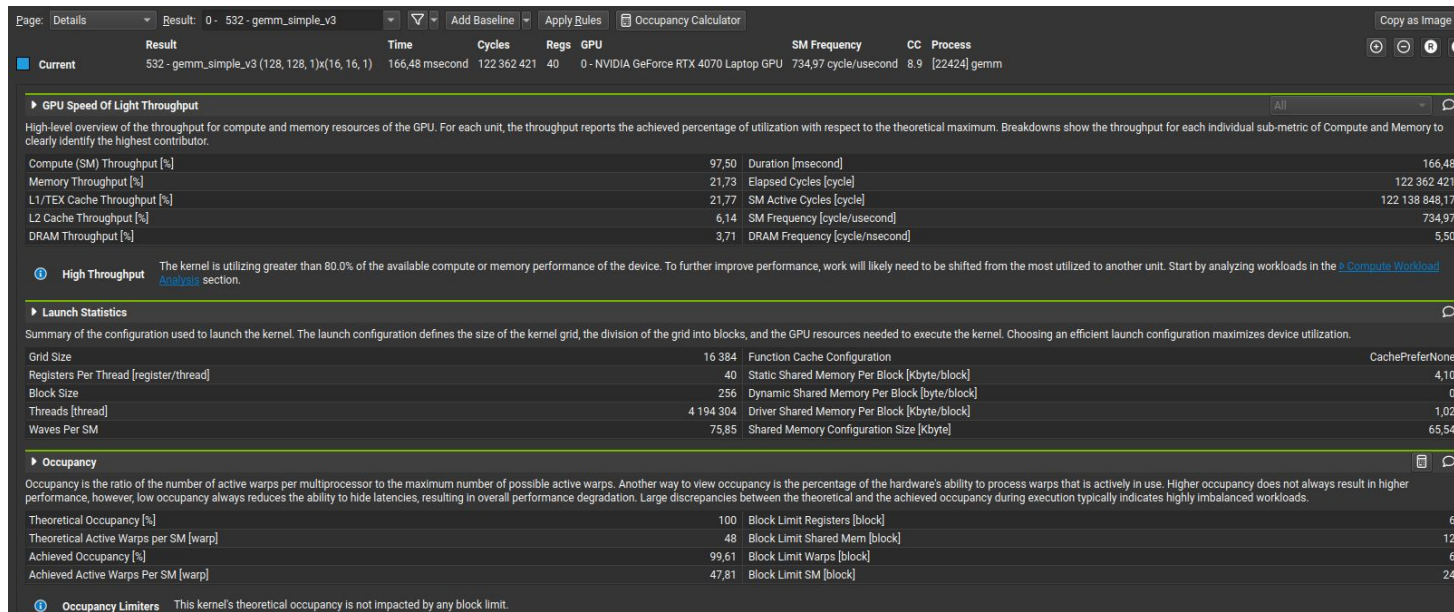 Page: Details Result: 0 - 532 - gemm_simple_v3 Add Baseline Apply Rules Occupancy Calculator Copy as Image
Result Time Cycles Regs GPU SM Frequency CC Process
Current 532 - gemm_simple_v3 (128, 128, 1)x(16, 16, 1) 166,48 msecond 122 362 421 40 0 - NVIDIA GeForce RTX 4070 Laptop GPU 734,97 cycle/usecond 8.9 [22424] gemm
GPU Speed Of Light Throughput All
High-level overview of the throughput for compute and memory resources of the GPU. For each unit, the throughput reports the achieved percentage of utilization with respect to the theoretical maximum. Breakdowns show the throughput for each individual sub-metric of Compute and Memory to
clearly identify the highest contributor.
Compute (SM) Throughput [%] 97,50 Duration [msecond] 166,48
Memory Throughput [%] 21,73 Elapsed Cycles [cycle] 122 362 421
L1/TEX Cache Throughput [%] 21,77 SM Active Cycles [cycle] 122 138 848,17
L2 Cache Throughput [%] 6,14 SM Frequency [cycle/usecond] 734,97
DRAM Throughput [%] 3,71 DRAM Frequency [cycle/nsecond] 5,50
High Throughput The kernel is utilizing greater than 80.0% of the available compute or memory performance of the device. To further improve performance, work will likely need to be shifted from the most utilized to another unit. Start by analyzing workloads in the Compute Workload
Analysis section.
Launch Statistics
Summary of the configuration used to launch the kernel. The launch configuration defines the size of the kernel grid, the division of the grid into blocks, and the GPU resources needed to execute the kernel. Choosing an efficient launch configuration maximizes device utilization.
Grid Size 16 384 Function Cache Configuration CachePreferNone
Registers Per Thread [register/thread] 40 Static Shared Memory Per Block [Kbyte/block] 4,10
Block Size 256 Dynamic Shared Memory Per Block [byte/block] 0
Threads [thread] 4 194 304 Driver Shared Memory Per Block [Kbyte/block] 1,02
Waves Per SM 75,85 Shared Memory Configuration Size [Kbyte] 65,54
Occupancy
Occupancy is the ratio of the number of active warps per multiprocessor to the maximum number of possible active warps. Another way to view occupancy is the percentage of the hardware's ability to process warps that is actively in use. Higher occupancy does not always result in higher
performance, however, low occupancy always reduces the ability to hide latencies, resulting in overall performance degradation. Large discrepancies between the theoretical and the achieved occupancy during execution typically indicates highly imbalanced workloads.
Theoretical Occupancy [%] 100 Block Limit Registers [block] 6
Theoretical Active Warps per SM [warp] 48 Block Limit Shared Mem [block] 12
Achieved Occupancy [%] 99,61 Block Limit Warps [block] 6
Achieved Active Warps Per SM [warp] 47,81 Block Limit SM [block] 24
Occupancy Limiters This kernel's theoretical occupancy is not impacted by any block limit.